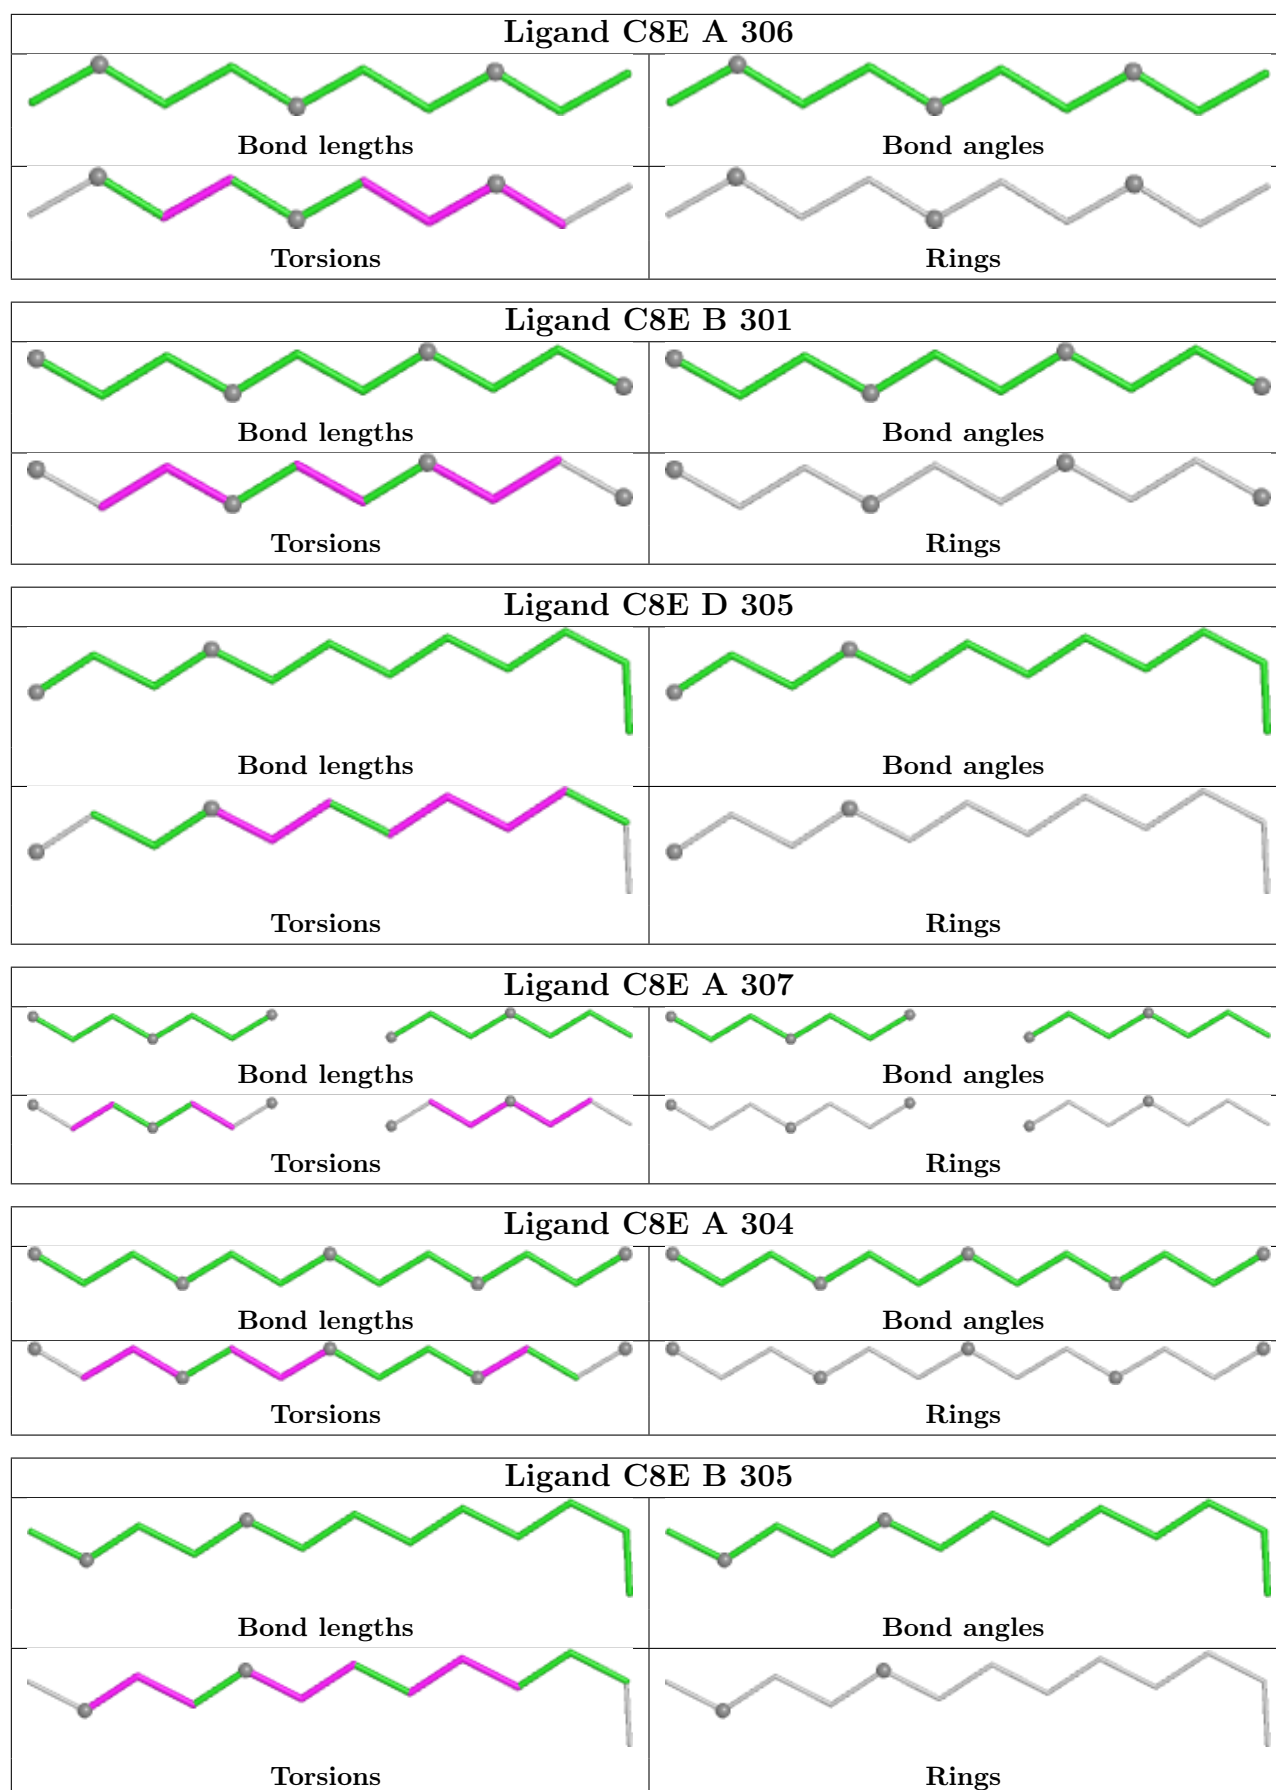 Ligand C8E A 306
Bond lengths Bond angles
Torsions Rings
Ligand C8E B 301
Bond lengths Bond angles
Torsions Rings
Ligand C8E D 305
Bond lengths Bond angles
Torsions Rings
Ligand C8E A 307
Bond lengths Bond angles
Torsions Rings
Ligand C8E A 304
Bond lengths Bond angles
Torsions Rings
Ligand C8E B 305
Bond lengths Bond angles
Torsions Rings